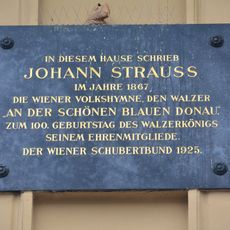 IN DIESEM HAUSE SCHRIEB
JOHANN STRAUSS
IM JAHRE 1867
DIE WIENER VOLKSHYMNE, DEN WALZER
„AN DER SCHÖNEN BLAUEN DONAU“,
ZUM 100. GEBURTSTAG DES WALZERKÖNIGS
SEINEM EHRENMITGLIEDE.
DER WIENER SCHUBERTBUND 1925.